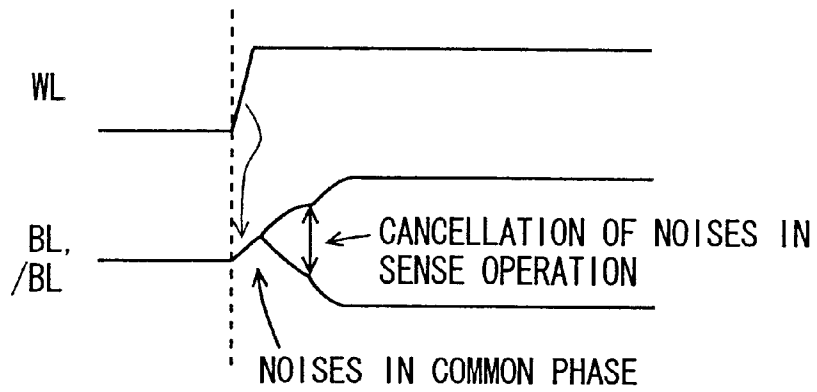 WL
BL,
/BL
CANCELLATION OF NOISES IN
SENSE OPERATION
NOISES IN COMMON PHASE